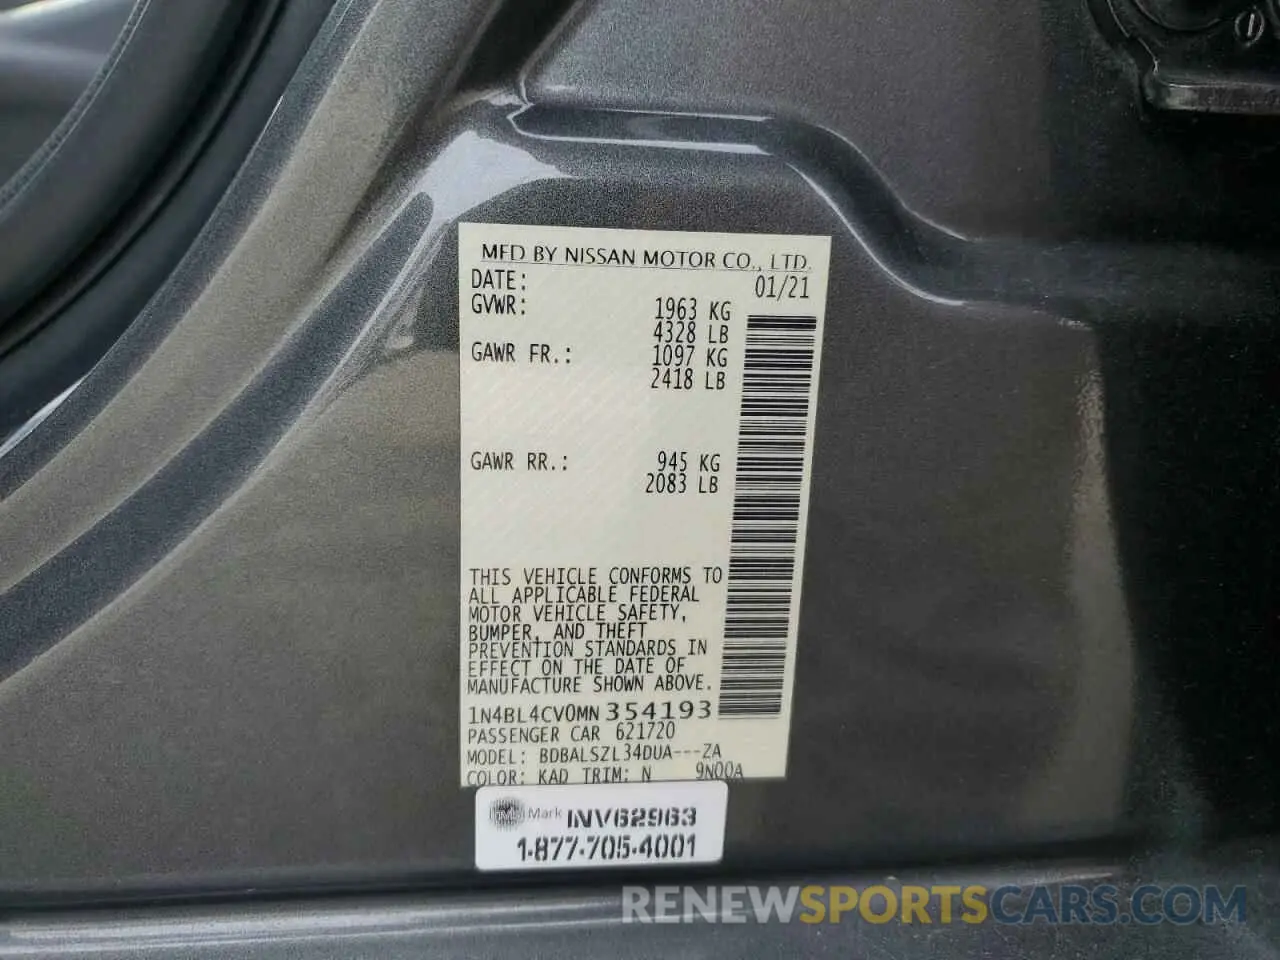 MFD BY NISSAN MOTOR CO., LTD.
DATE: 01/21
GVWR: 1963 KG
4328 LB
GAWR FR.: 1097 KG
2418 LB
GAWR RR.: 945 KG
2083 LB
THIS VEHICLE CONFORMS TO
ALL APPLICABLE FEDERAL
MOTOR VEHICLE SAFETY,
BUMPER, AND THEFT
PREVENTION STANDARDS IN
EFFECT ON THE DATE OF
MANUFACTURE SHOWN ABOVE.
1N4BL4CV0MN354193
PASSENGER CAR 621720
MODEL: BDBALSZL34DUA---ZA
COLOR: KAD TRIM: N 9N00A
Mark INV62963
1-877-705-4001
RENEWSPORTSCARS.COM